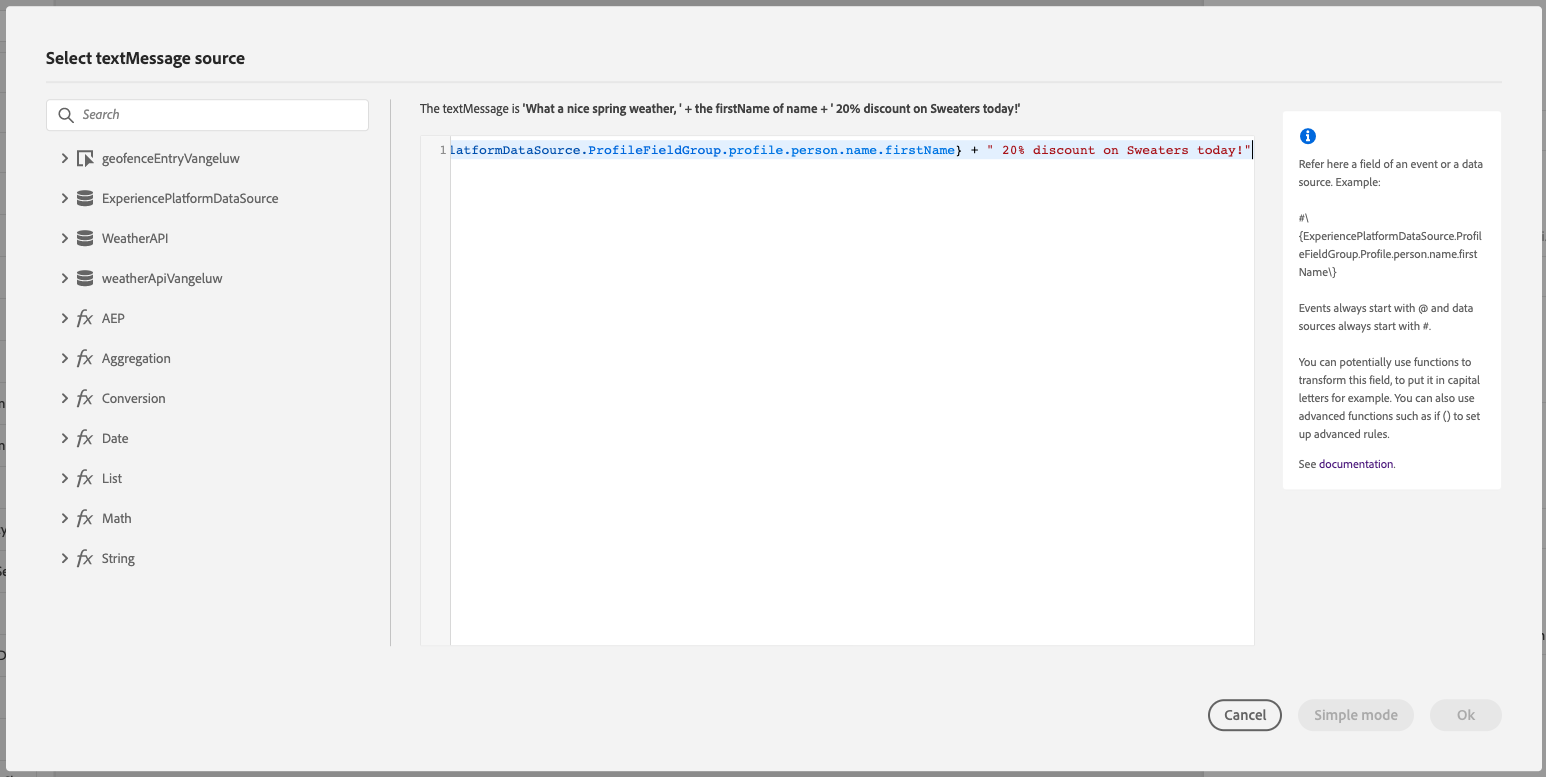 Select textMessage source
Search
The textMessage is 'What a nice spring weather, ' + the firstName of name + ' 20% discount on Sweaters today!'
geofenceEntryVangeluw
ExperiencePlatformDataSource
WeatherAPI
weatherApiVangeluw
AEP
Aggregation
Conversion
Date
List
Math
String
1 latformDataSource.ProfileFieldGroup.profile.person.name.firstName} + " 20% discount on Sweaters today!"
Refer here a field of an event or a data
source. Example:
#\
{ExperiencePlatformDataSource.Profil
eFieldGroup.Profile.person.name.first
Name\}
Events always start with @ and data
sources always start with #.
You can potentially use functions to
transform this field, to put it in capital
letters for example. You can also use
advanced functions such as if () to set
up advanced rules.
See documentation.
Cancel
Simple mode
Ok